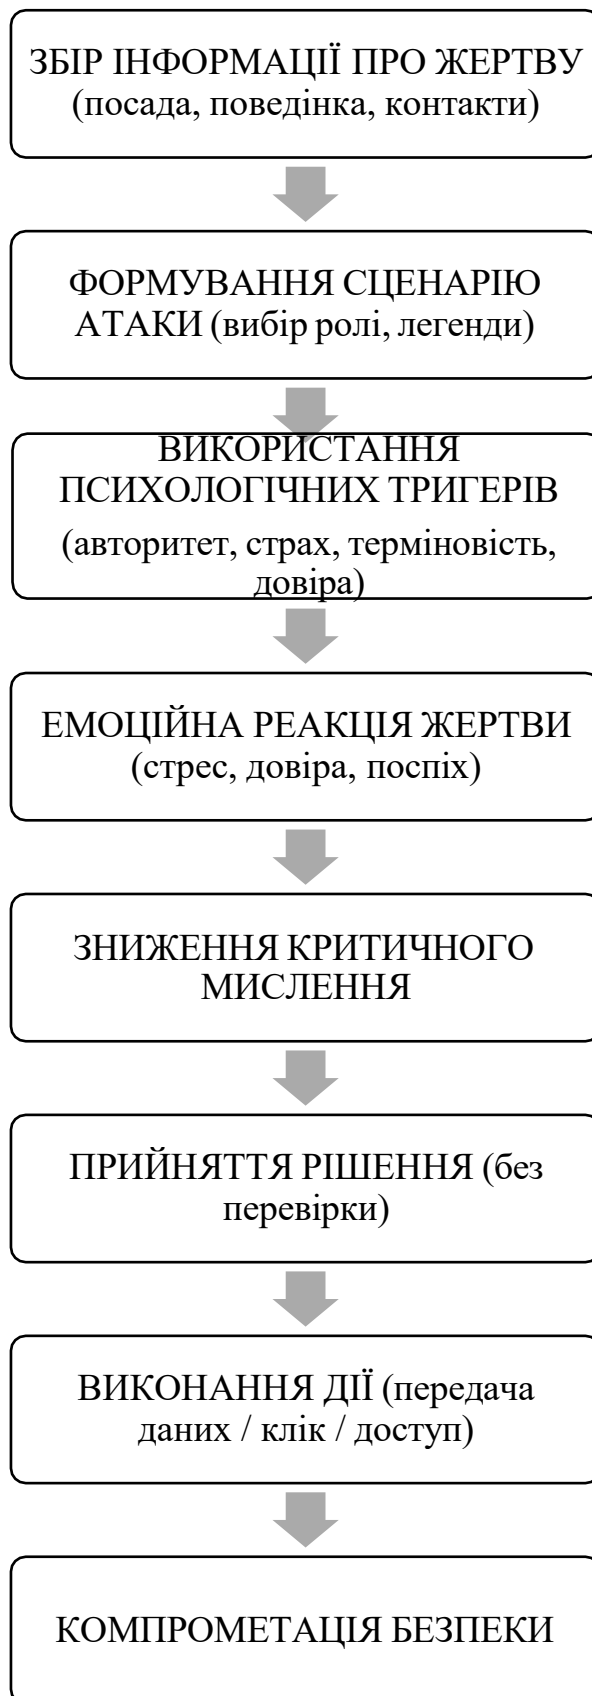 ЗБІР ІНФОРМАЦІЇ ПРО ЖЕРТВУ
(посада, поведінка, контакти)
ФОРМУВАННЯ СЦЕНАРІЮ
АТАКИ (вибір ролі, легенди)
ВИКОРИСТАННЯ
ПСИХОЛОГІЧНИХ ТРИГЕРІВ
(авторитет, страх, терміновість,
довіра)
ЕМОЦІЙНА РЕАКЦІЯ ЖЕРТВИ
(стрес, довіра, поспіх)
ЗНИЖЕННЯ КРИТИЧНОГО
МИСЛЕННЯ
ПРИЙНЯТТЯ РІШЕННЯ (без
перевірки)
ВИКОНАННЯ ДІЇ (передача
даних / клік / доступ)
КОМПРОМЕТАЦІЯ БЕЗПЕКИ